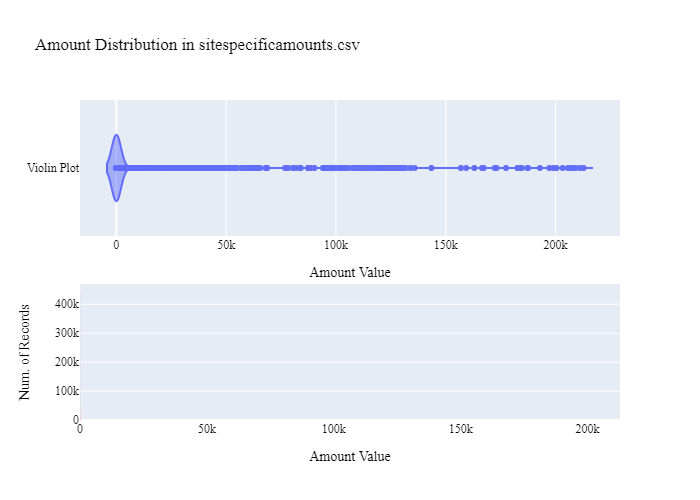 Amount Distribution in sitespecificamounts.csv
Violin Plot
0 50k 100k 150k 200k
Amount Value
Num. of Records
400k
300k
200k
100k
0
0 50k 100k 150k 200k
Amount Value